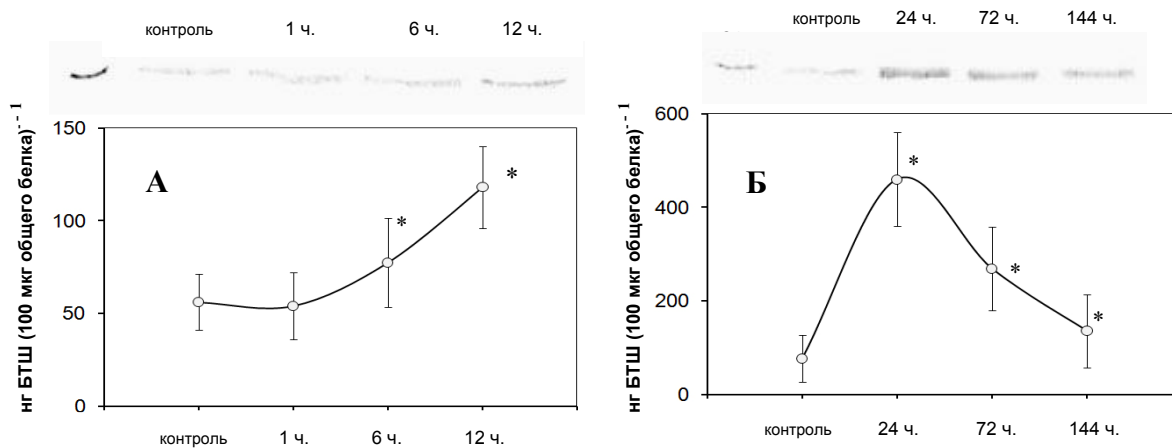 контроль 1 ч. 6 ч. 12 ч.
нг БТШ (100 мкг общего белка)⁻ ⁻ ¹
150
100
50
0
А
*
*
контроль 1 ч. 6 ч. 12 ч.
контроль 24 ч. 72 ч. 144 ч.
нг БТШ (100 мкг общего белка)⁻ ⁻ ¹
600
400
200
0
Б
*
*
*
контроль 24 ч. 72 ч. 144 ч.